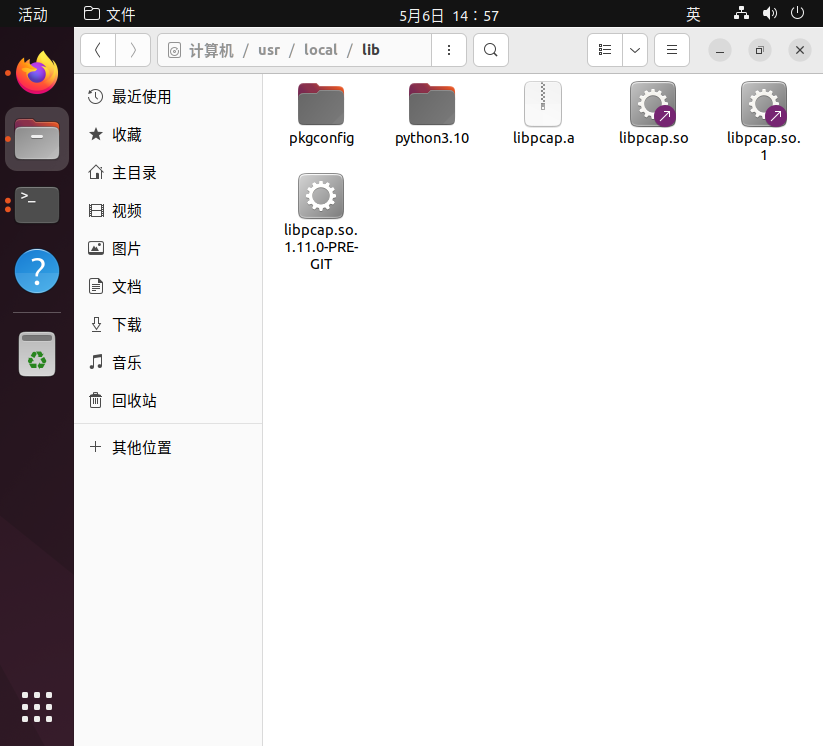 活动 文件 5月6日 14：57 英
计算机 / usr / local / lib
最近使用
收藏
主目录
视频
图片
文档
下载
音乐
回收站
其他位置
pkgconfig python3.10 libpcap.a libpcap.so libpcap.so.
1
libpcap.so.
1.11.0-PRE-
GIT